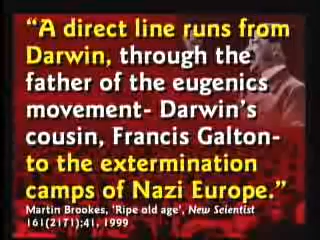 “A direct line runs from
Darwin, through the
father of the eugenics
movement- Darwin’s
cousin, Francis Galton-
to the extermination
camps of Nazi Europe.”
Martin Brookes, ‘Ripe old age’, New Scientist
161(2171):41, 1999